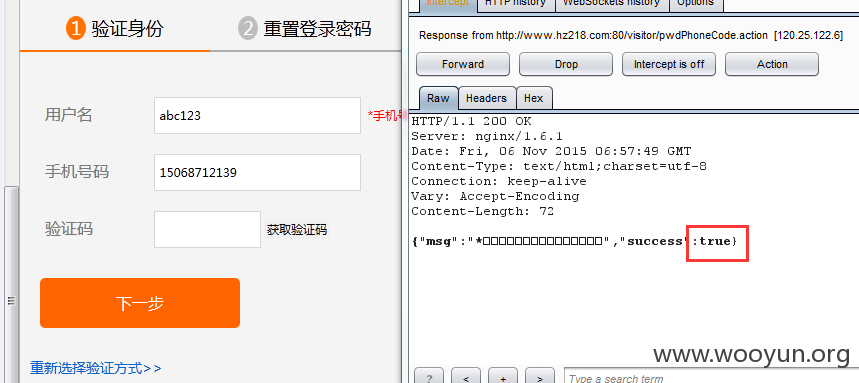 1 验证身份
2 重置登录密码
用户名
abc123
*手机号
手机号码
15068712139
验证码
获取验证码
下一步
重新选择验证方式>>
Intercept
HTTP history
WebSockets history
Options
Response from http://www.hz218.com:80/visitor/pwdPhoneCode.action [120.25.122.6]
Forward
Drop
Intercept is off
Action
Raw
Headers
Hex
HTTP/1.1 200 OK
Server: nginx/1.6.1
Date: Fri, 06 Nov 2015 06:57:49 GMT
Content-Type: text/html;charset=utf-8
Connection: keep-alive
Vary: Accept-Encoding
Content-Length: 72
{"msg":"*□□□□□□□□□□□□□□□","success":true}
www.wooyun.org
?
<
+
>
Type a search term